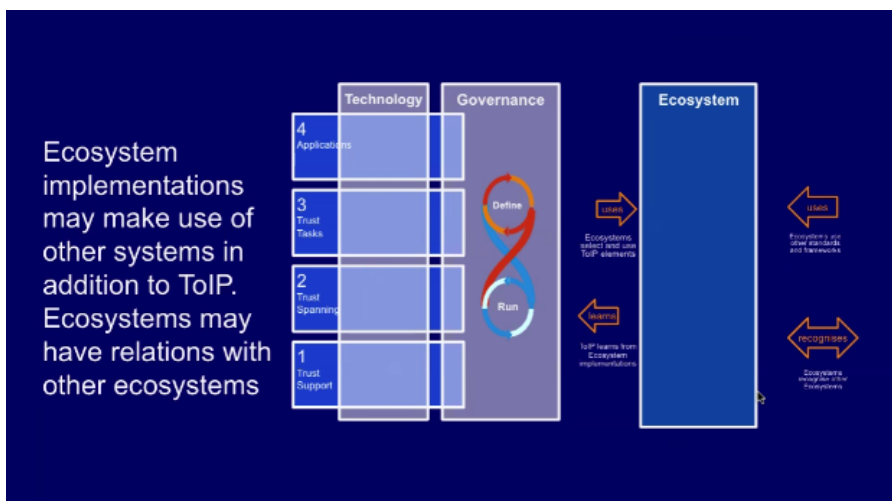 Ecosystem
implementations
may make use of
other systems in
addition to ToIP.
Ecosystems may
have relations with
other ecosystems
Technology
Governance
4
Applications
3
Trust
Tasks
2
Trust
Spanning
1
Trust
Support
Define
Run
uses
Ecosystems
select and use
ToIP elements
learns
ToIP learns from
Ecosystem
implementations
Ecosystem
uses
Ecosystems use
other standards
and frameworks
recognises
Ecosystems
recognise other
Ecosystems